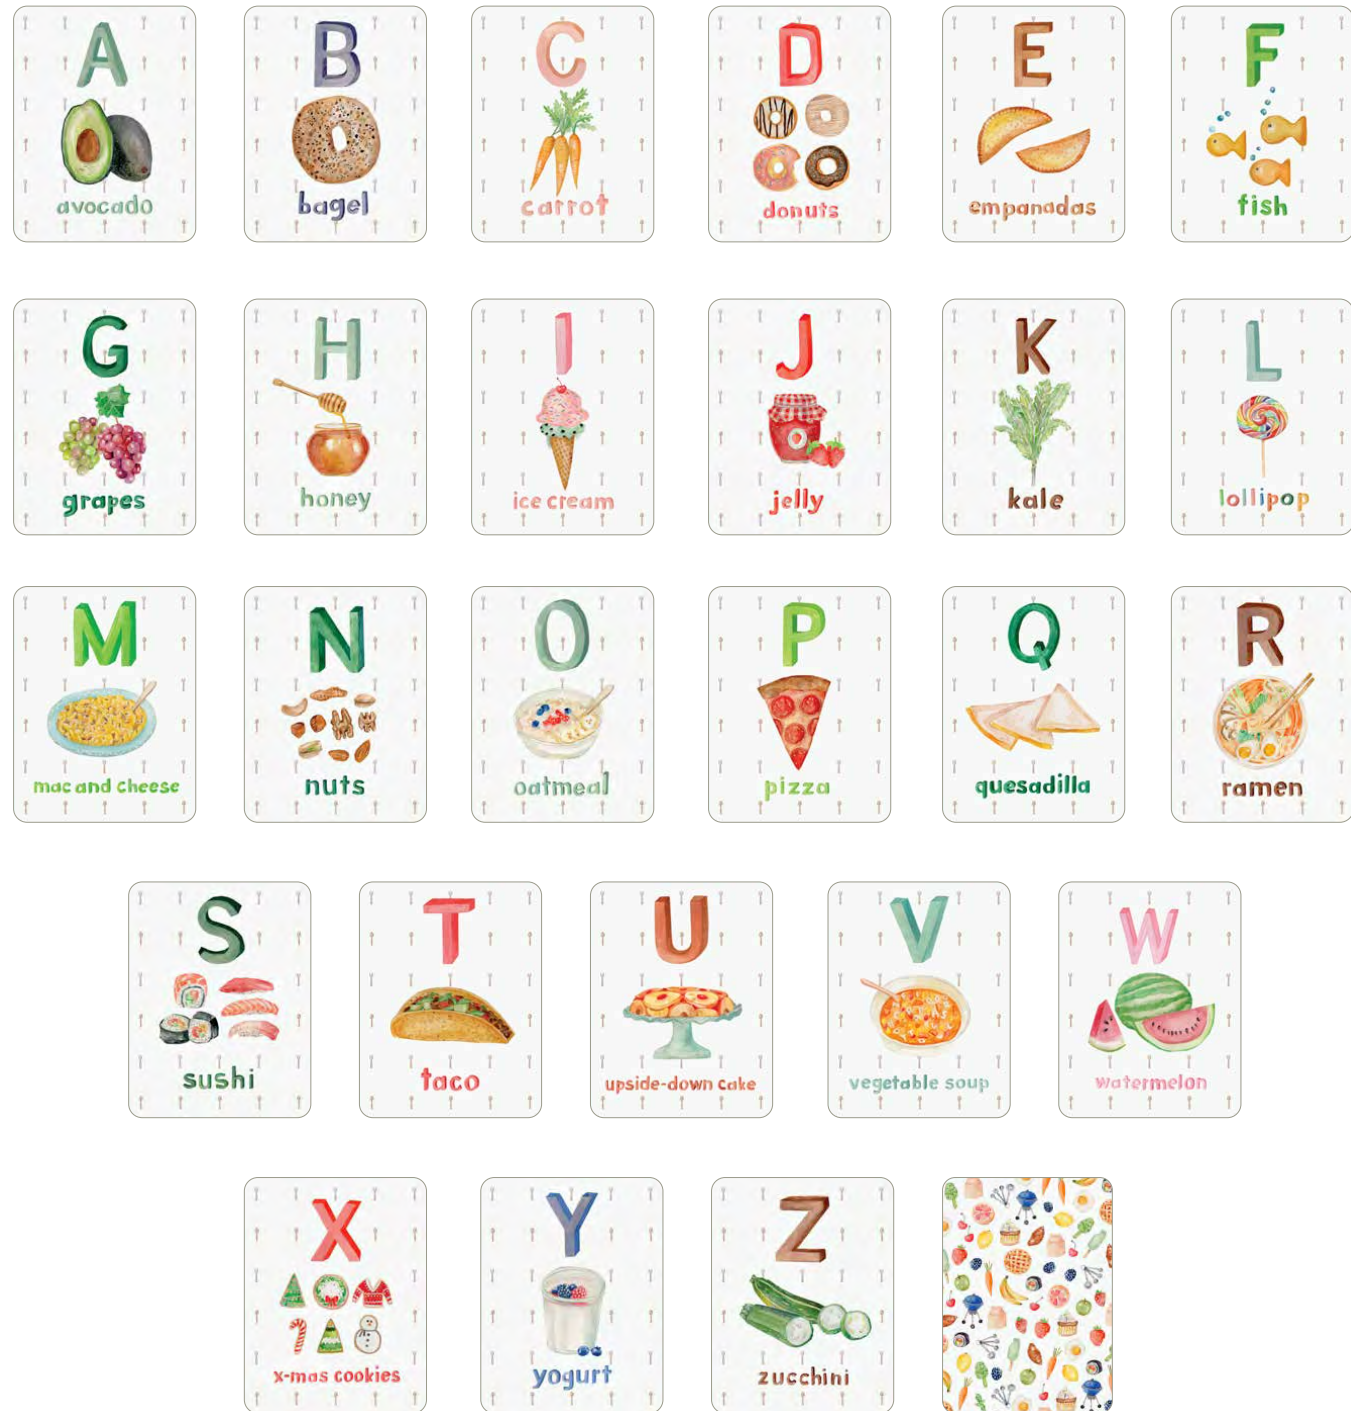 A
avocado
B
bagel
C
carrot
D
donuts
E
empanadas
F
fish
G
grapes
H
honey
I
ice cream
J
jelly
K
kale
L
lollipop
M
mac and cheese
N
nuts
O
oatmeal
P
pizza
Q
quesadilla
R
ramen
S
sushi
T
taco
U
upside-down cake
V
vegetable soup
W
watermelon
X
x-mas cookies
Y
yogurt
Z
zucchini